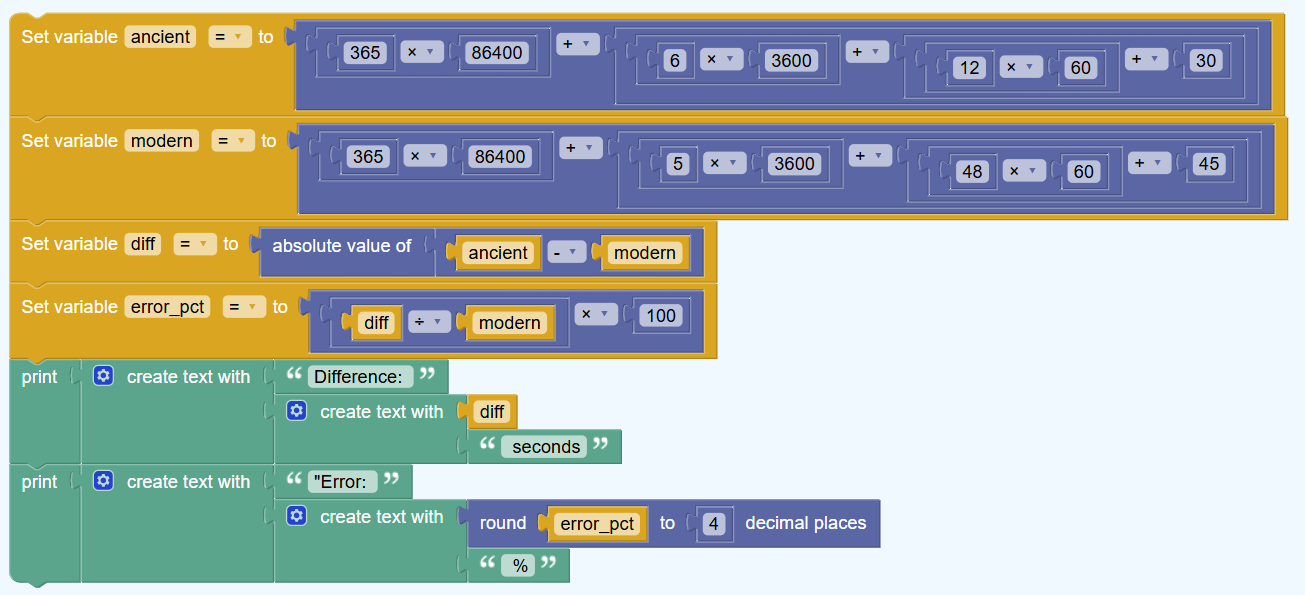 Set variable ancient = to 365 × 86400 + 6 × 3600 + 12 × 60 + 30
Set variable modern = to 365 × 86400 + 5 × 3600 + 48 × 60 + 45
Set variable diff = to absolute value of ancient - modern
Set variable error_pct = to diff ÷ modern × 100
print create text with “ Difference: ”
create text with diff
“ seconds ”
print create text with “ "Error: ”
create text with round error_pct to 4 decimal places
“ % ”